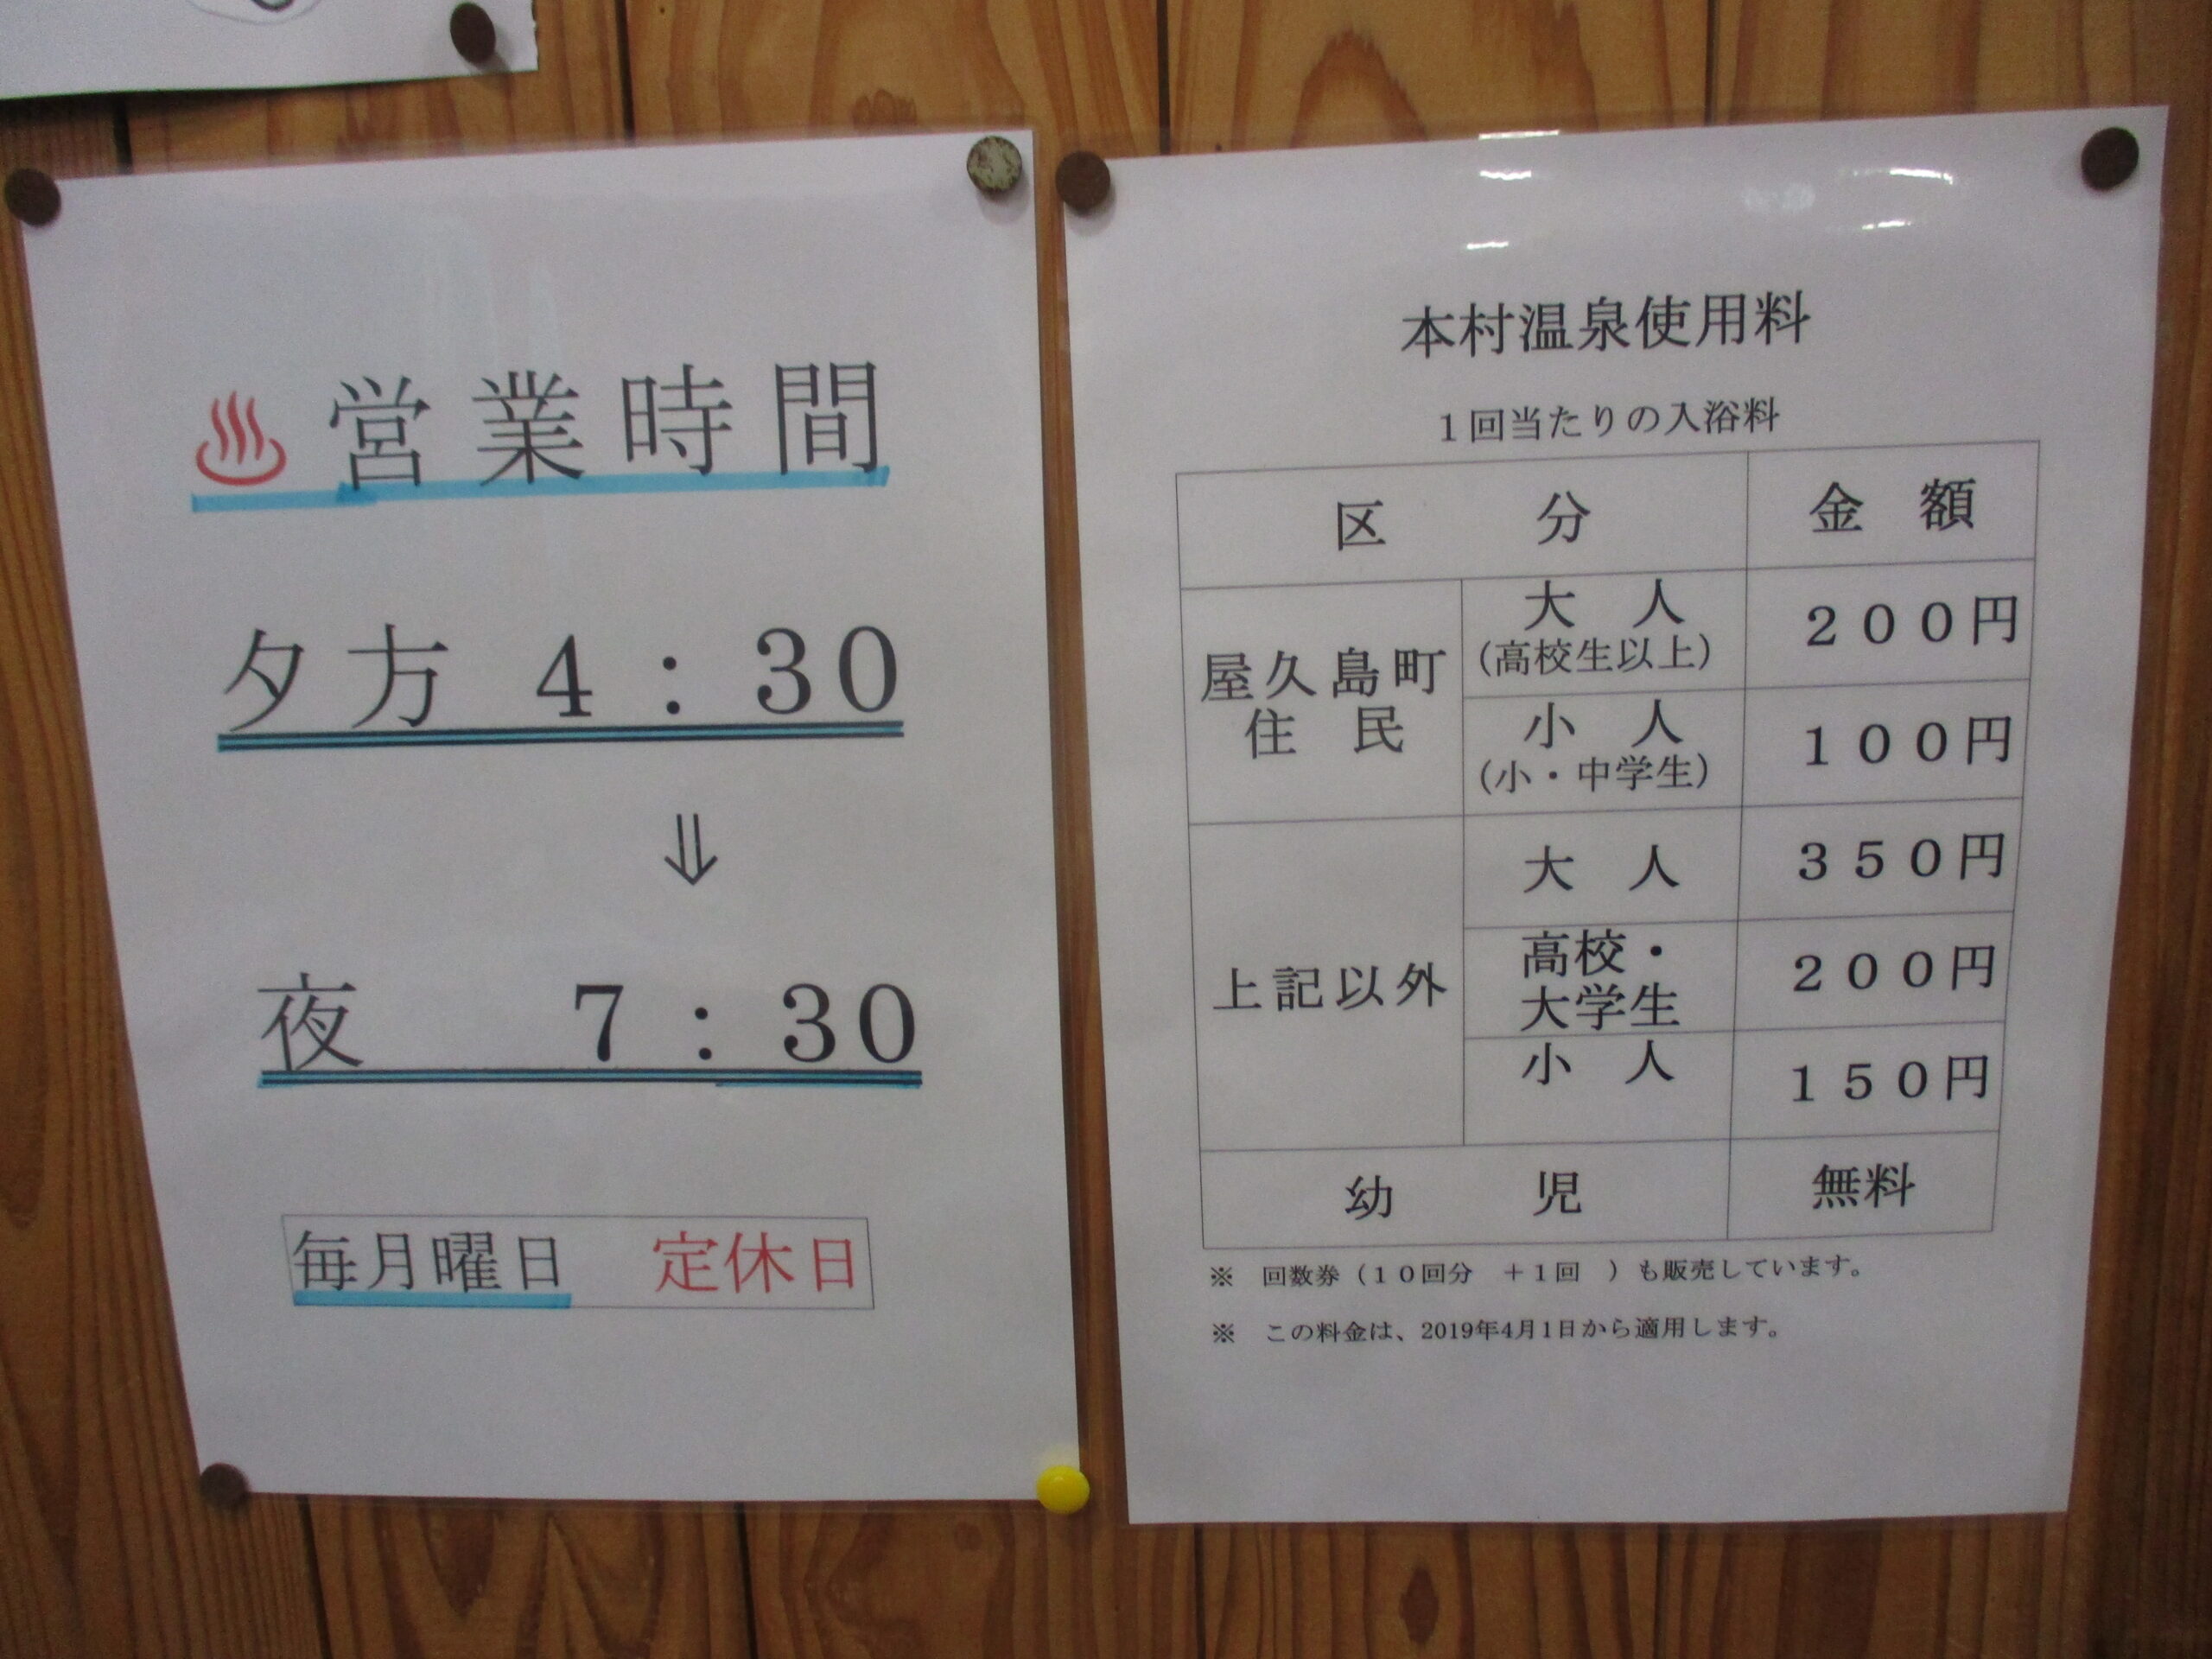 ♨営業時間
夕方 4：30
⇓
夜 7：30
毎月曜日 定休日
本村温泉使用料
1回当たりの入浴料
区 分 金 額
屋久島町
住 民
大 人
(高校生以上)
200円
小 人
(小・中学生)
100円
上記以外
大 人
350円
高校・
大学生
200円
小 人
150円
幼 児 無料
※ 回数券（10回分 ＋1回 ）も販売しています。
※ この料金は、2019年4月1日から適用します。